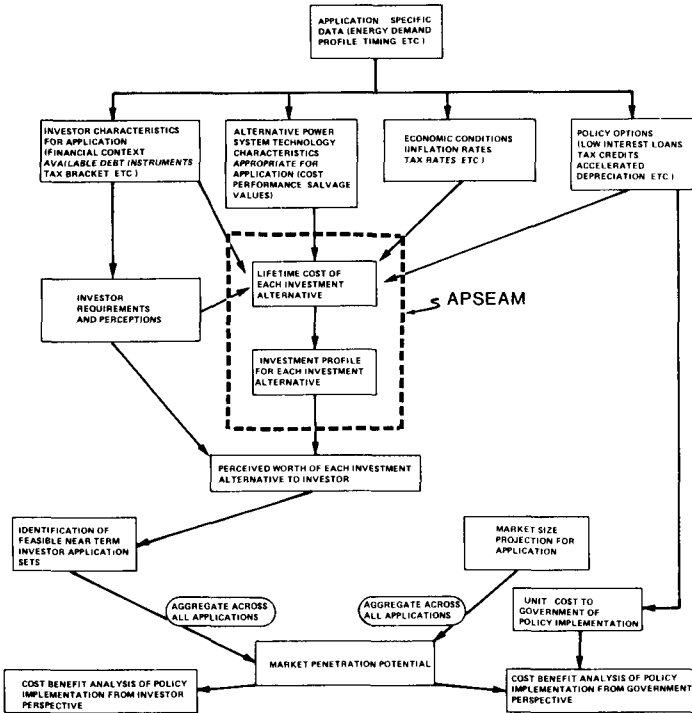 APPLICATION SPECIFIC
DATA (ENERGY DEMAND
PROFILE TIMING ETC)
INVESTOR CHARACTERISTICS
FOR APPLICATION
(FINANCIAL CONTEXT
AVAILABLE DEBT INSTRUMENTS
TAX BRACKET ETC)
ALTERNATIVE POWER
SYSTEM TECHNOLOGY
CHARACTERISTICS
APPROPRIATE FOR
APPLICATION (COST
PERFORMANCE SALVAGE
VALUES)
ECONOMIC CONDITIONS
(INFLATION RATES
TAX RATES ETC)
POLICY OPTIONS
(LOW INTEREST LOANS
TAX CREDITS
ACCELERATED
DEPRECIATION ETC)
INVESTOR
REQUIREMENTS
AND PERCEPTIONS
LIFETIME COST OF
EACH INVESTMENT
ALTERNATIVE
APSEAM
INVESTMENT PROFILE
FOR EACH INVESTMENT
ALTERNATIVE
PERCEIVED WORTH OF EACH INVESTMENT
ALTERNATIVE TO INVESTOR
IDENTIFICATION OF
FEASIBLE NEAR TERM
INVESTOR APPLICATION
SETS
MARKET SIZE
PROJECTION FOR
APPLICATION
AGGREGATE ACROSS
ALL APPLICATIONS
AGGREGATE ACROSS
ALL APPLICATIONS
UNIT COST TO
GOVERNMENT OF
POLICY IMPLEMENTATION
MARKET PENETRATION POTENTIAL
COST BENEFIT ANALYSIS OF POLICY
IMPLEMENTATION FROM INVESTOR
PERSPECTIVE
COST BENEFIT ANALYSIS OF POLICY
IMPLEMENTATION FROM GOVERNMENT
PERSPECTIVE